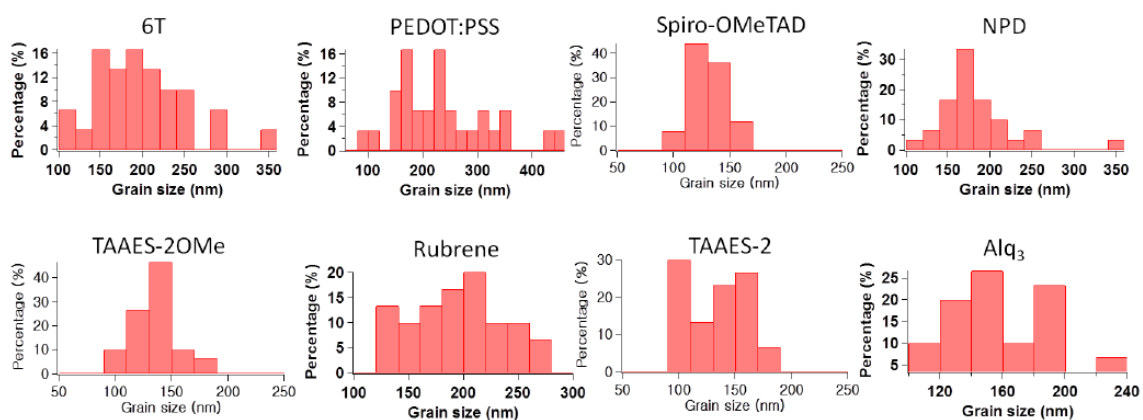 6T
16
12
8
4
0
Percentage (%)
100 150 200 250 300 350
Grain size (nm)
PEDOT:PSS
16
12
8
4
0
Percentage (%)
100 200 300 400
Grain size (nm)
Spiro-OMeTAD
40
30
20
10
0
Percentage (%)
50 100 150 200 250
Grain size (nm)
NPD
30
20
10
0
Percentage (%)
100 150 200 250 300 350
Grain size (nm)
TAAES-2OMe
40
30
20
10
0
Percentage (%)
50 100 150 200 250
Grain size (nm)
Rubrene
20
15
10
5
0
Percentage (%)
100 150 200 250 300
Grain size (nm)
TAAES-2
30
20
10
0
Percentage (%)
50 100 150 200 250
Grain size (nm)
Alq3
25
20
15
10
5
Percentage (%)
120 160 200 240
Grain size (nm)